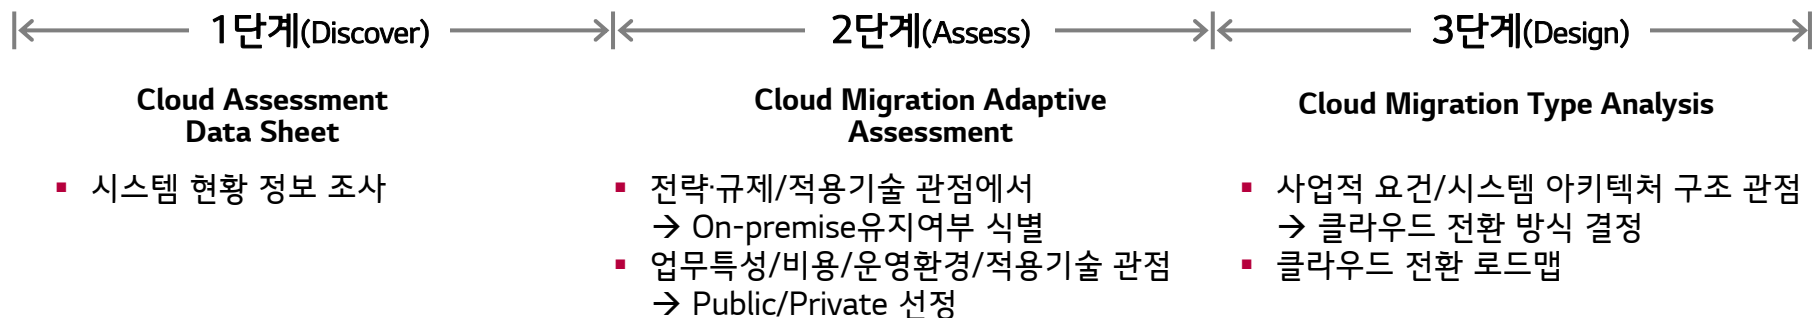 1단계(Discover)
2단계(Assess)
3단계(Design)
Cloud Assessment
Data Sheet
▪ 시스템 현황 정보 조사
Cloud Migration Adaptive
Assessment
▪ 전략·규제/적용기술 관점에서
→ On-premise유지여부 식별
▪ 업무특성/비용/운영환경/적용기술 관점
→ Public/Private 선정
Cloud Migration Type Analysis
▪ 사업적 요건/시스템 아키텍처 구조 관점
→ 클라우드 전환 방식 결정
▪ 클라우드 전환 로드맵